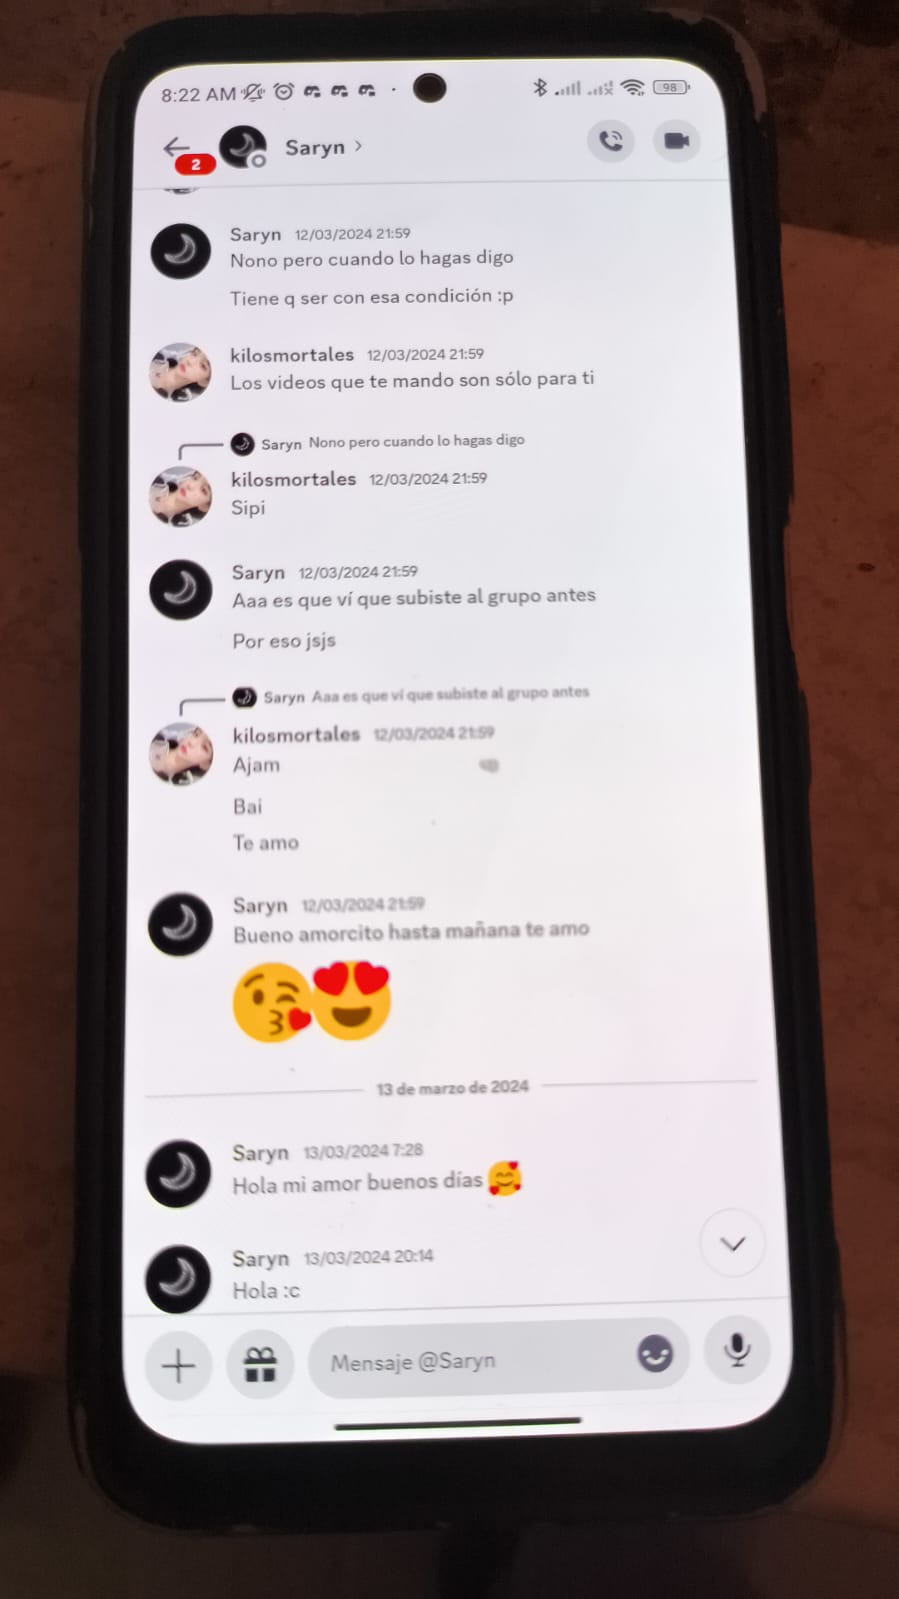 8:22 AM
98
2
Saryn
Saryn 12/03/2024 21:59
Nono pero cuando lo hagas digo
Tiene q ser con esa condición :p
kilosmortales 12/03/2024 21:59
Los videos que te mando son sólo para ti
Saryn Nono pero cuando lo hagas digo
kilosmortales 12/03/2024 21:59
Sipi
Saryn 12/03/2024 21:59
Aaa es que ví que subiste al grupo antes
Por eso jsjs
Saryn Aaa es que ví que subiste al grupo antes
kilosmortales 12/03/2024 21:59
Ajam
Bai
Te amo
Saryn 12/03/2024 21:59
Bueno amorcito hasta mañana te amo
13 de marzo de 2024
Saryn 13/03/2024 7:28
Hola mi amor buenos días
Saryn 13/03/2024 20:14
Hola :c
Mensaje @Saryn